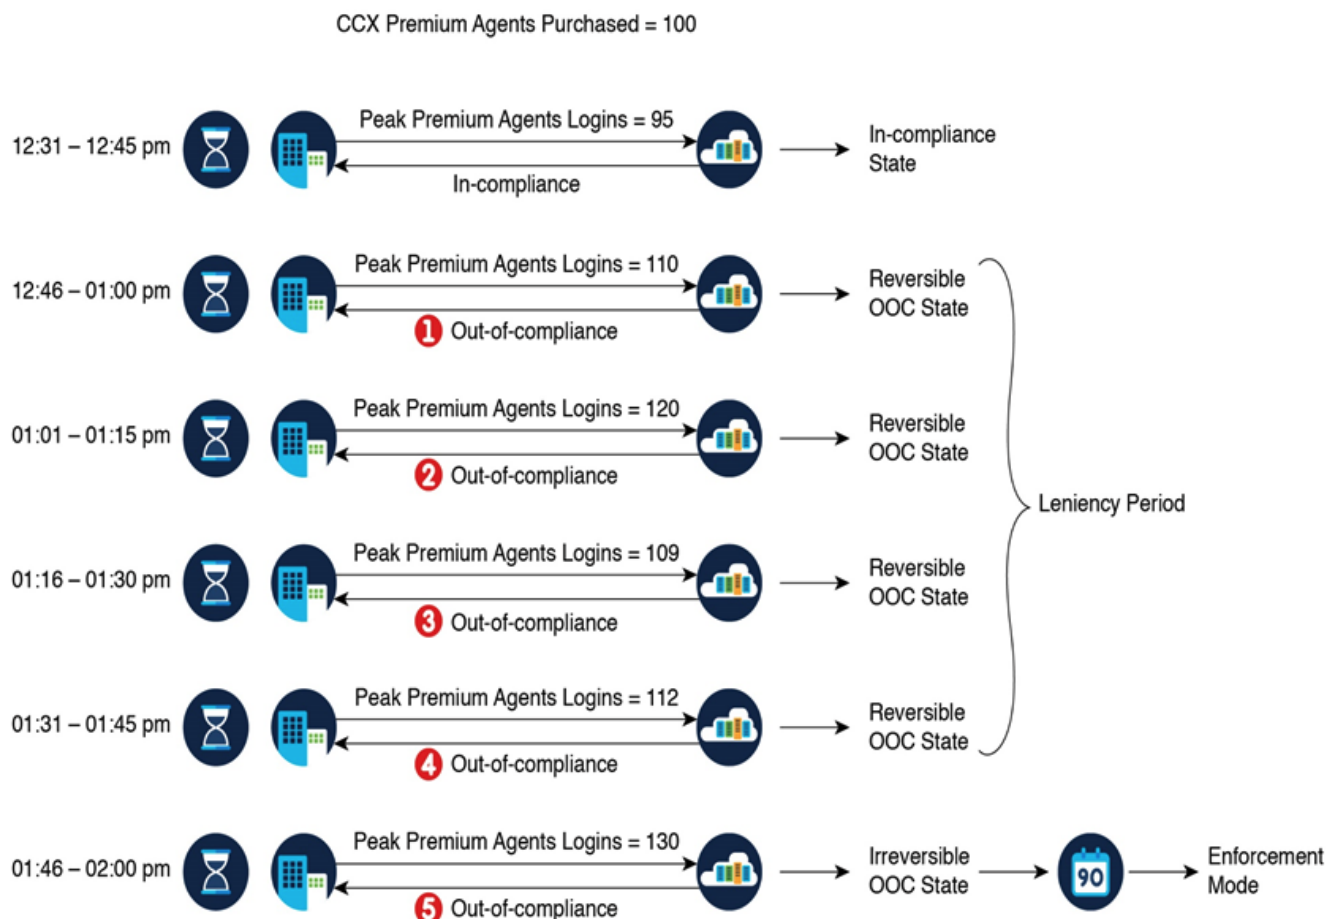 CCX Premium Agents Purchased = 100
12:31 – 12:45 pm
Peak Premium Agents Logins = 95
In-compliance
In-compliance
State
12:46 – 01:00 pm
Peak Premium Agents Logins = 110
1 Out-of-compliance
Reversible
OOC State
01:01 – 01:15 pm
Peak Premium Agents Logins = 120
2 Out-of-compliance
Reversible
OOC State
Leniency Period
01:16 – 01:30 pm
Peak Premium Agents Logins = 109
3 Out-of-compliance
Reversible
OOC State
01:31 – 01:45 pm
Peak Premium Agents Logins = 112
4 Out-of-compliance
Reversible
OOC State
01:46 – 02:00 pm
Peak Premium Agents Logins = 130
5 Out-of-compliance
Irreversible
OOC State
90
Enforcement
Mode